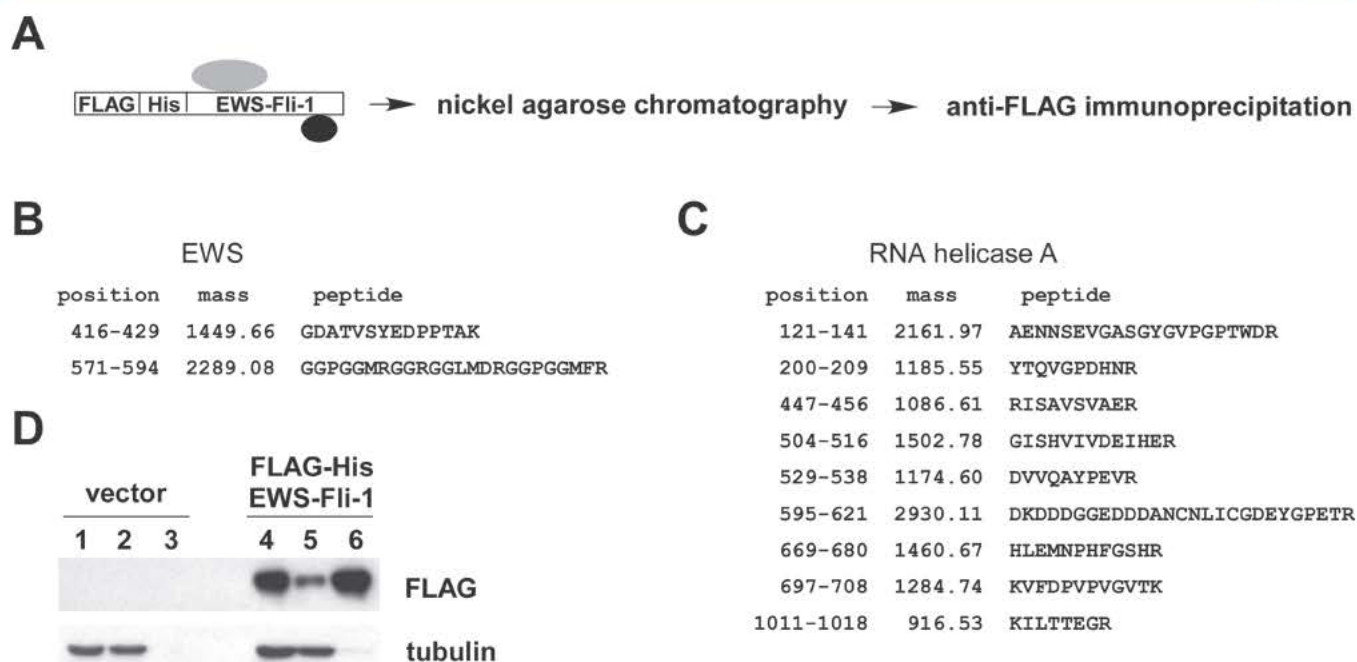 A
FLAG His EWS-Fli-1 nickel agarose chromatography anti-FLAG immunoprecipitation
B
EWS
position mass peptide
416-429 1449.66 GDATVSYEDPPTAK
571-594 2289.08 GGPGGMRGGRGGLMDRGGPGGMFR
C
RNA helicase A
position mass peptide
121-141 2161.97 AENNSEVGASGYGVPGPTWDR
200-209 1185.55 YTQVGPDHNR
447-456 1086.61 RISAVSVAER
504-516 1502.78 GISHVIVDEIHER
529-538 1174.60 DVVQAYPEVR
595-621 2930.11 DKDDDGGEDDDANCNLICGDEYGPETR
669-680 1460.67 HLEMNPHFGSHR
697-708 1284.74 KVFDPVPVGVTK
1011-1018 916.53 KILTTEGR
D
vector FLAG-His
EWS-Fli-1
1 2 3 4 5 6
FLAG
tubulin